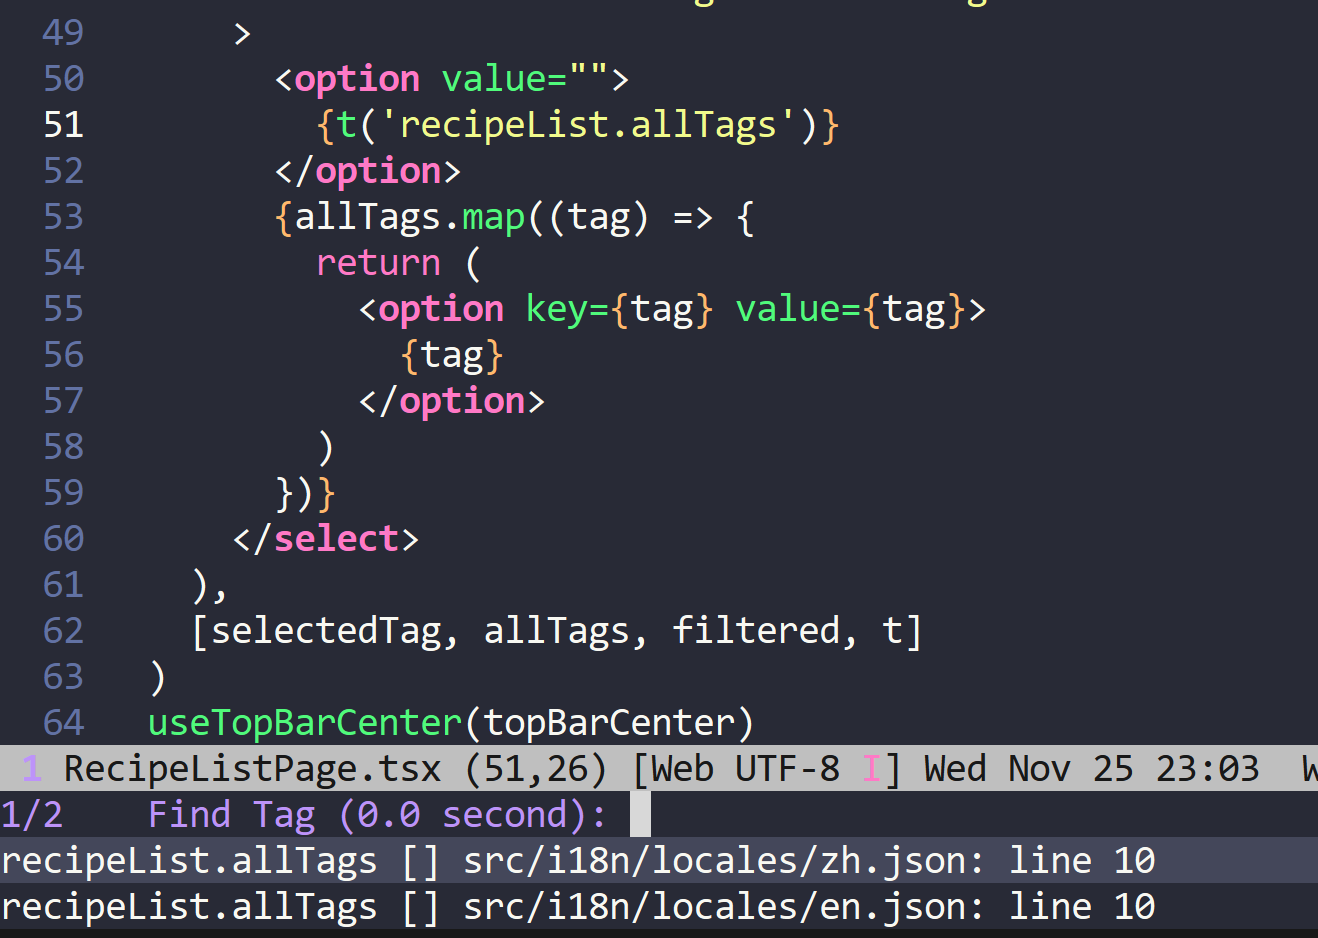 49 >
50 <option value="">
51 {t('recipeList.allTags')}
52 </option>
53 {allTags.map((tag) => {
54 return (
55 <option key={tag} value={tag}>
56 {tag}
57 </option>
58 )
59 })}
60 </select>
61 ),
62 [selectedTag, allTags, filtered, t]
63 )
64 useTopBarCenter(topBarCenter)
1 RecipeListPage.tsx (51,26) [Web UTF-8 I] Wed Nov 25 23:03
1/2 Find Tag (0.0 second):
recipeList.allTags [] src/i18n/locales/zh.json: line 10
recipeList.allTags [] src/i18n/locales/en.json: line 10